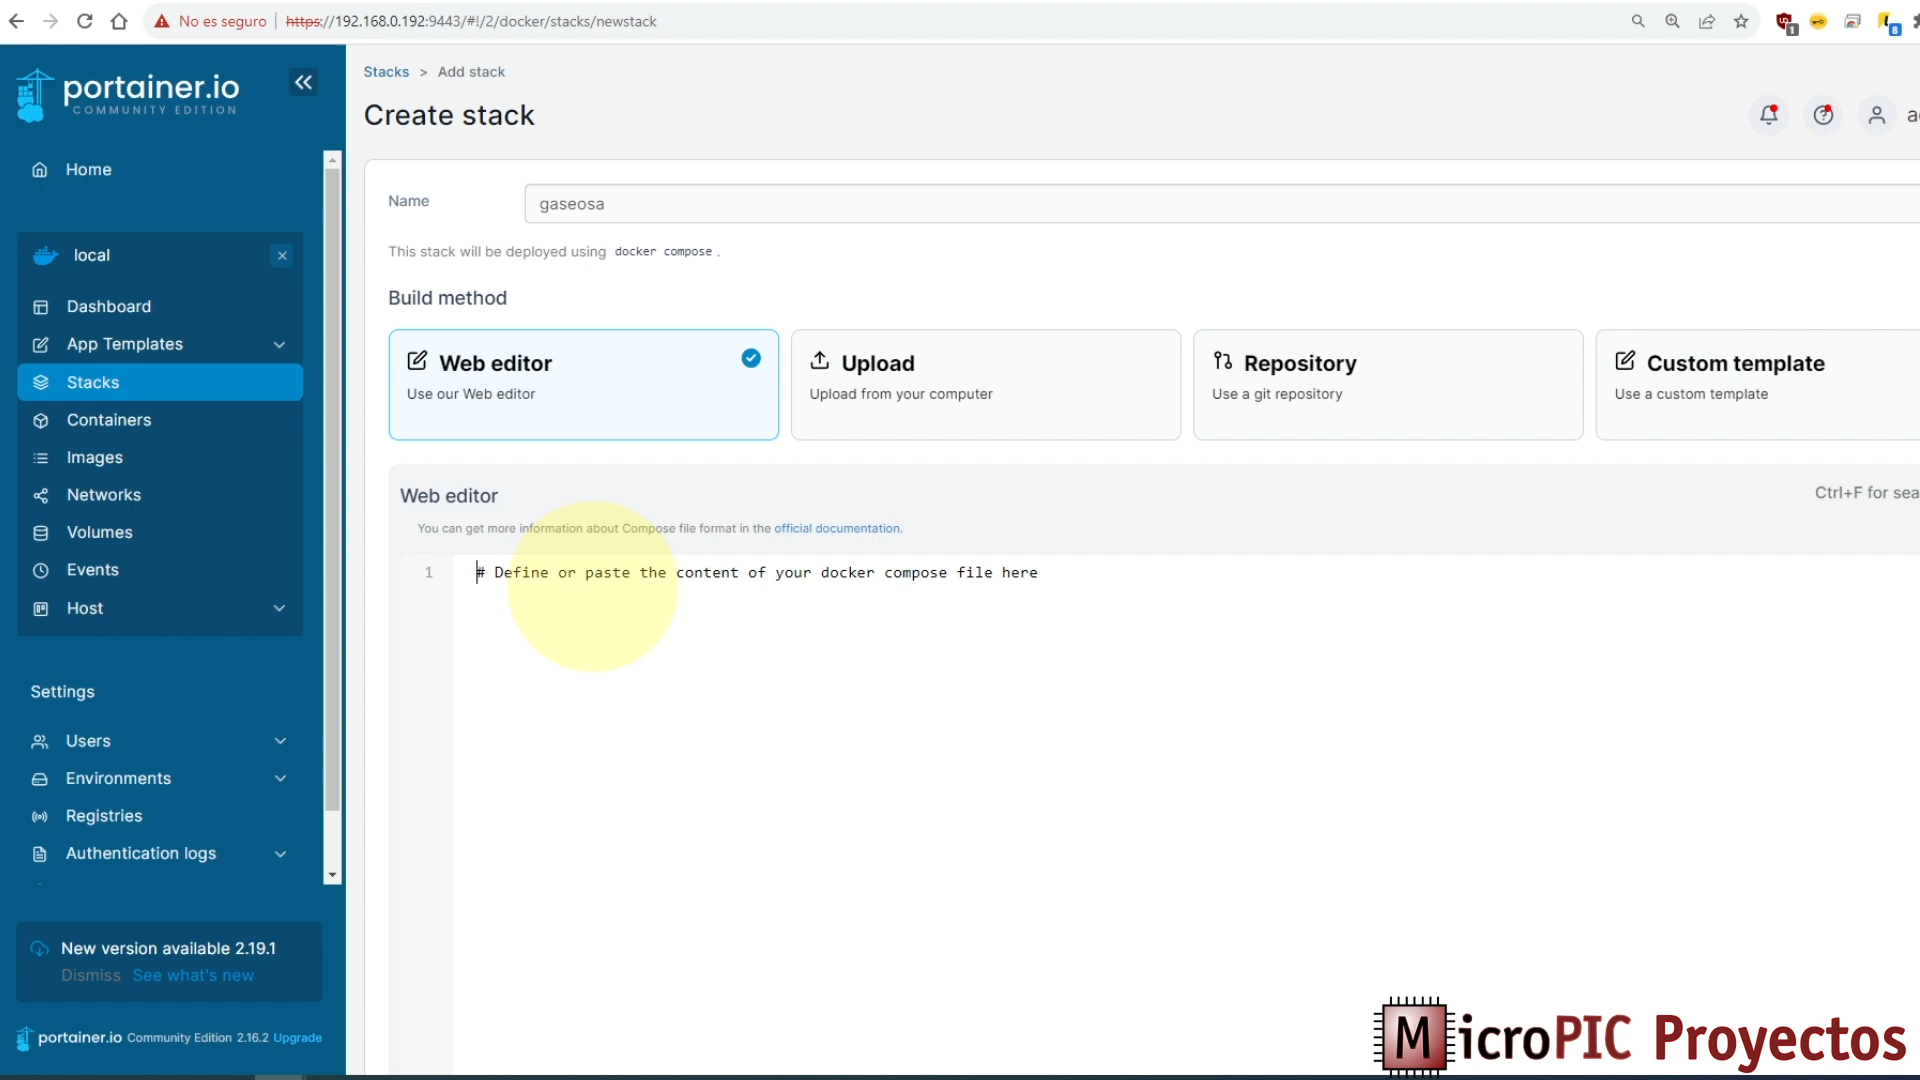 No es seguro
https://192.168.0.192:9443/#!/2/docker/stacks/newstack
portainer.io
COMMUNITY EDITION
Home
local
Dashboard
App Templates
Stacks
Containers
Images
Networks
Volumes
Events
Host
Settings
Users
Environments
Registries
Authentication logs
New version available 2.19.1
Dismiss See what's new
portainer.io Community Edition 2.16.2 Upgrade
Stacks > Add stack
Create stack
Name
gaseosa
This stack will be deployed using docker compose .
Build method
Web editor
Use our Web editor
Upload
Upload from your computer
Repository
Use a git repository
Custom template
Use a custom template
Web editor
Ctrl+F for sea
You can get more information about Compose file format in the official documentation.
1 # Define or paste the content of your docker compose file here
MicroPIC Proyectos